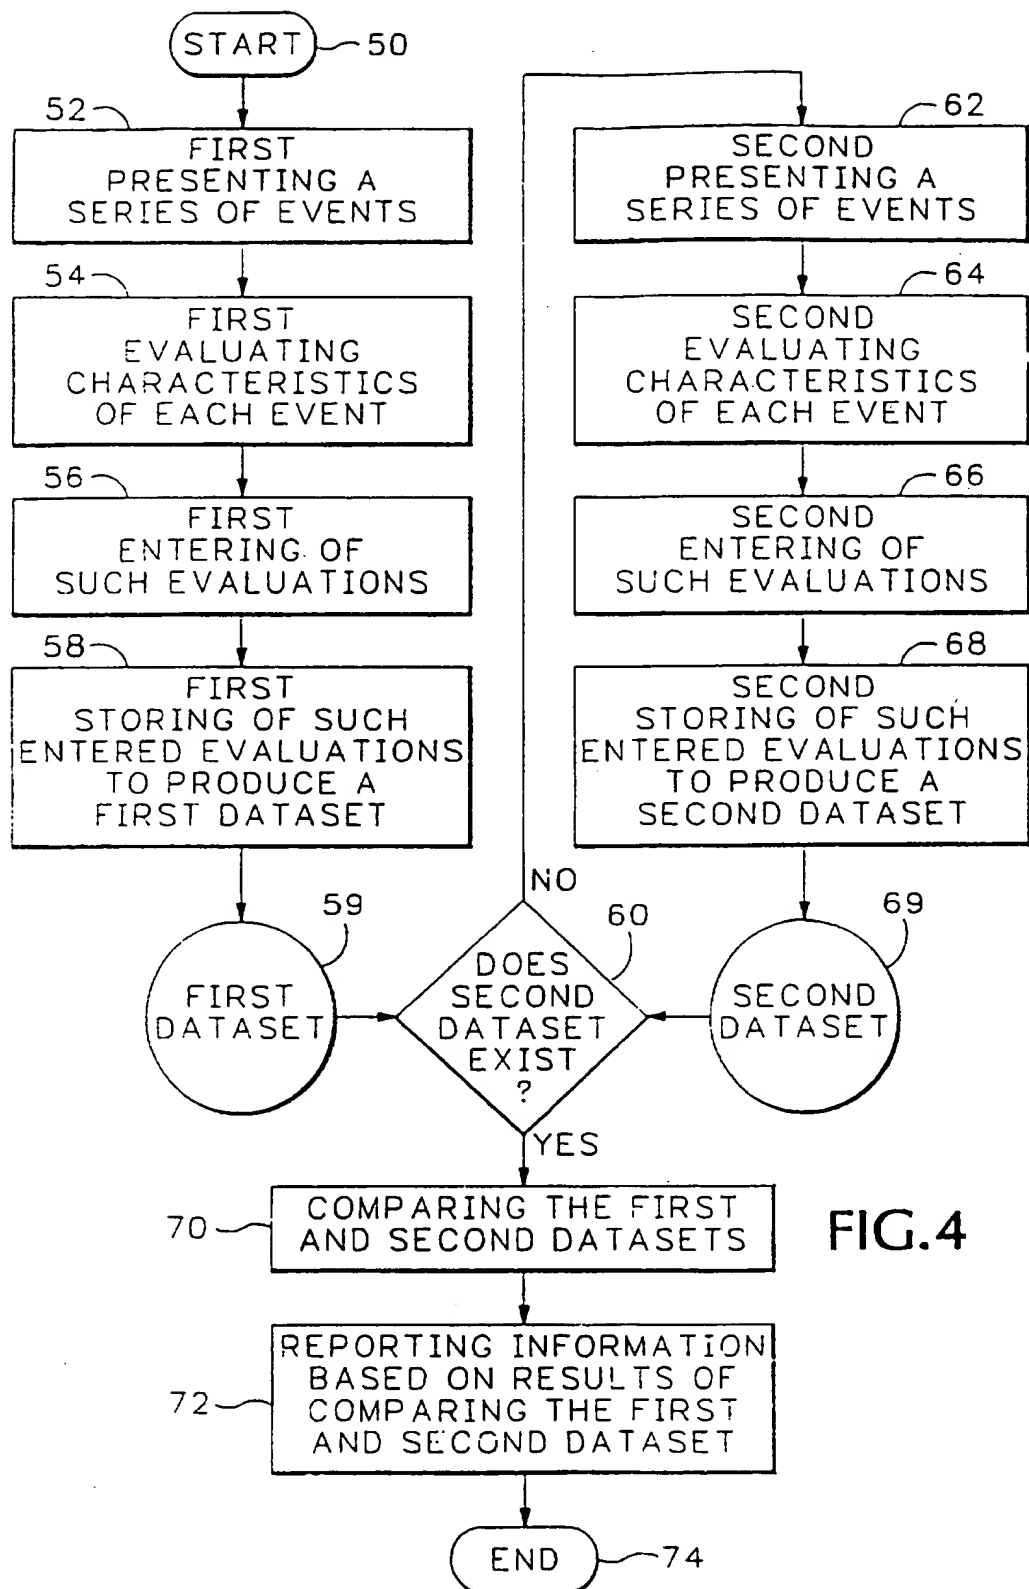 START
50
52
FIRST
PRESENTING A
SERIES OF EVENTS
54
FIRST
EVALUATING
CHARACTERISTICS
OF EACH EVENT
56
FIRST
ENTERING OF
SUCH EVALUATIONS
58
FIRST
STORING OF SUCH
ENTERED EVALUATIONS
TO PRODUCE A
FIRST DATASET
59
FIRST
DATASET
62
SECOND
PRESENTING A
SERIES OF EVENTS
64
SECOND
EVALUATING
CHARACTERISTICS
OF EACH EVENT
66
SECOND
ENTERING OF
SUCH EVALUATIONS
68
SECOND
STORING OF SUCH
ENTERED EVALUATIONS
TO PRODUCE A
SECOND DATASET
69
SECOND
DATASET
NO
60
DOES
SECOND
DATASET
EXIST
?
YES
70
COMPARING THE FIRST
AND SECOND DATASETS
FIG. 4
72
REPORTING INFORMATION
BASED ON RESULTS OF
COMPARING THE FIRST
AND SECOND DATASET
END
74